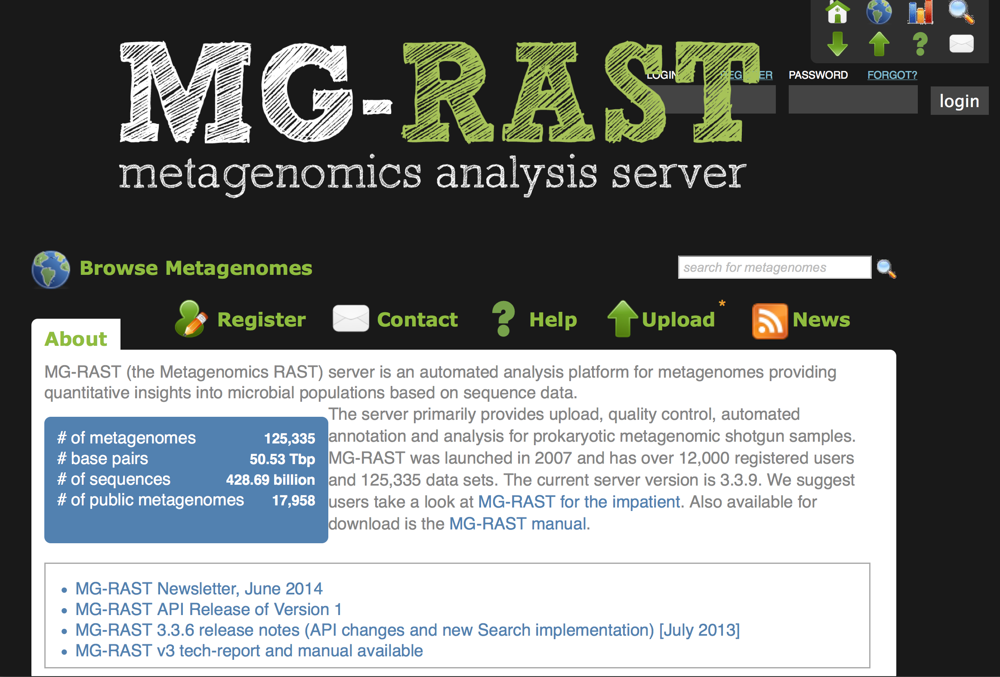 MG-RAST
metagenomics analysis server
LOGIN REGISTER PASSWORD FORGOT?
login
Browse Metagenomes
search for metagenomes
Register Contact Help Upload * News
About
MG-RAST (the Metagenomics RAST) server is an automated analysis platform for metagenomes providing
quantitative insights into microbial populations based on sequence data.
# of metagenomes 125,335
# base pairs 50.53 Tbp
# of sequences 428.69 billion
# of public metagenomes 17,958
The server primarily provides upload, quality control, automated
annotation and analysis for prokaryotic metagenomic shotgun samples.
MG-RAST was launched in 2007 and has over 12,000 registered users
and 125,335 data sets. The current server version is 3.3.9. We suggest
users take a look at MG-RAST for the impatient. Also available for
download is the MG-RAST manual.
• MG-RAST Newsletter, June 2014
• MG-RAST API Release of Version 1
• MG-RAST 3.3.6 release notes (API changes and new Search implementation) [July 2013]
• MG-RAST v3 tech-report and manual available